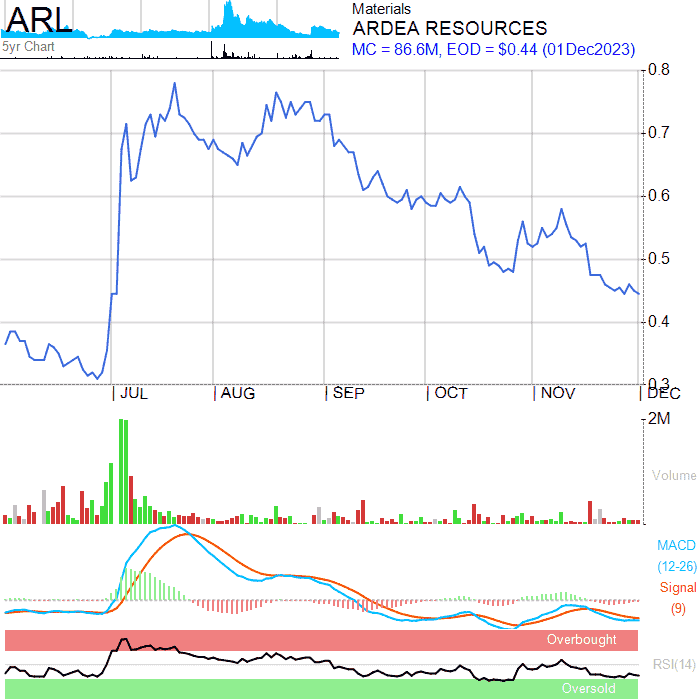 ARL
5yr Chart
Materials
ARDEA RESOURCES
MC = 86.6M, EOD = $0.44 (01Dec2023)
0.8
0.7
0.6
0.5
0.4
0.3
JUL
AUG
SEP
OCT
NOV
DEC
2M
Volume
MACD
(12-26)
Signal
(9)
Overbought
RSI(14)
Oversold